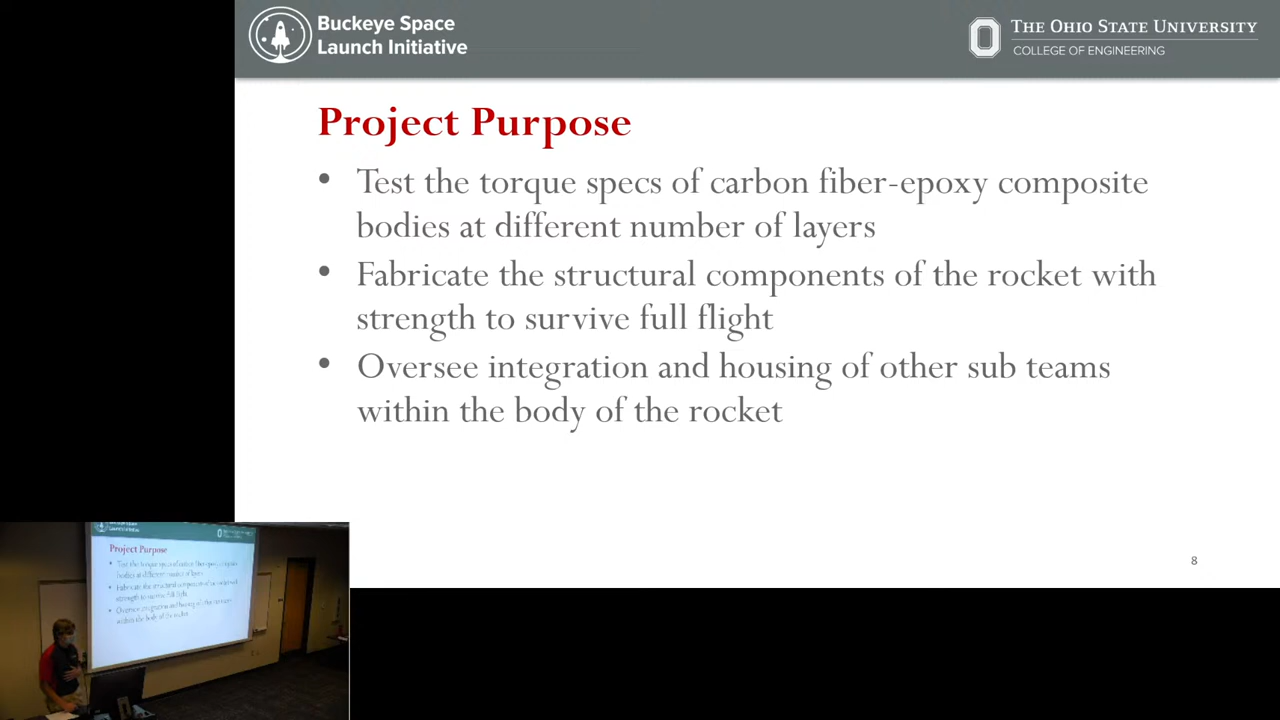 Buckeye Space
Launch Initiative
THE OHIO STATE UNIVERSITY
COLLEGE OF ENGINEERING
Project Purpose
• Test the torque specs of carbon fiber-epoxy composite
bodies at different number of layers
• Fabricate the structural components of the rocket with
strength to survive full flight
• Oversee integration and housing of other sub teams
within the body of the rocket
8
Project Purpose